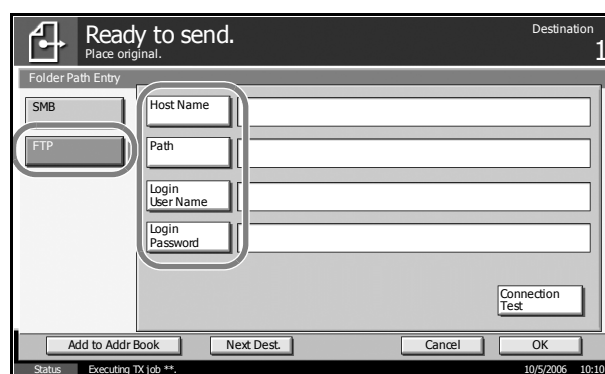 Ready to send.
Place original.
Destination
1
Folder Path Entry
SMB
FTP
Host Name
Path
Login
User Name
Login
Password
Connection
Test
Add to Addr Book
Next Dest.
Cancel
OK
Status
Executing TX job **.
10/5/2006 10:10